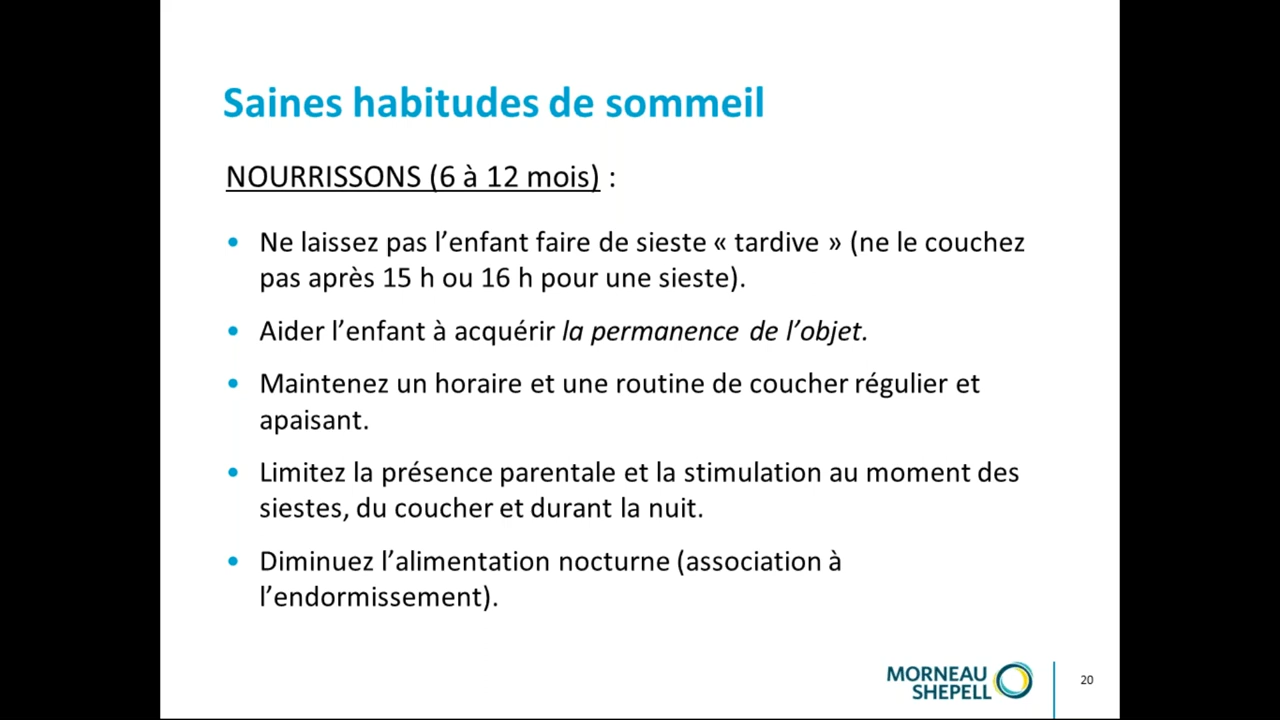 Saines habitudes de sommeil
NOURRISSONS (6 à 12 mois) :
• Ne laissez pas l’enfant faire de sieste « tardive » (ne le couchez
pas après 15 h ou 16 h pour une sieste).
• Aider l’enfant à acquérir la permanence de l’objet.
• Maintenez un horaire et une routine de coucher régulier et
apaisant.
• Limitez la présence parentale et la stimulation au moment des
siestes, du coucher et durant la nuit.
• Diminuez l’alimentation nocturne (association à
l’endormissement).
MORNEAU
SHEPELL
20